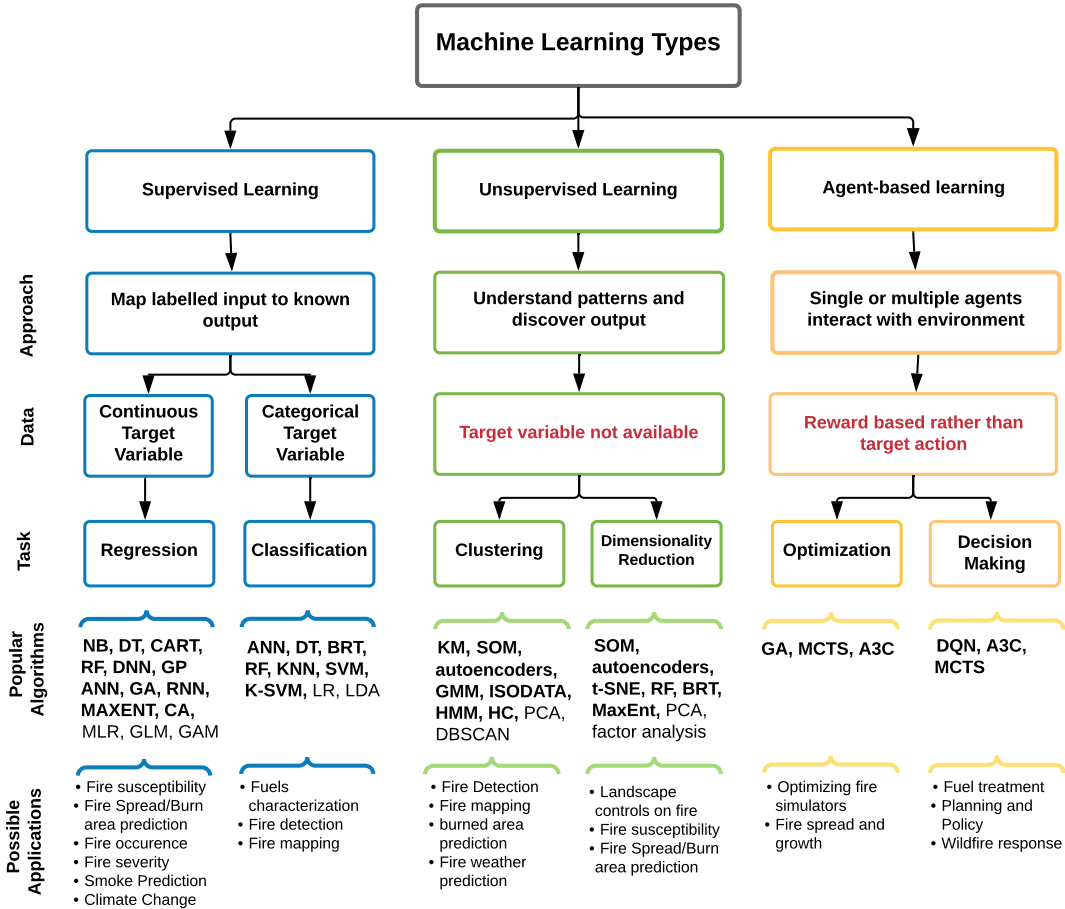 Machine Learning Types
Supervised Learning
Unsupervised Learning
Agent-based learning
Approach
Map labelled input to known
output
Understand patterns and
discover output
Single or multiple agents
interact with environment
Data
Continuous
Target
Variable
Categorical
Target
Variable
Target variable not available
Reward based rather than
target action
Task
Regression
Classification
Clustering
Dimensionality
Reduction
Optimization
Decision
Making
Popular
Algorithms
NB, DT, CART,
RF, DNN, GP
ANN, GA, RNN,
MAXENT, CA,
MLR, GLM, GAM
ANN, DT, BRT,
RF, KNN, SVM,
K-SVM, LR, LDA
KM, SOM,
autoencoders,
GMM, ISODATA,
HMM, HC, PCA,
DBSCAN
SOM,
autoencoders,
t-SNE, RF, BRT,
MaxEnt, PCA,
factor analysis
GA, MCTS, A3C
DQN, A3C,
MCTS
Possible
Applications
• Fire susceptibility
• Fire Spread/Burn
area prediction
• Fire occurence
• Fire severity
• Smoke Prediction
• Climate Change
• Fuels
characterization
• Fire detection
• Fire mapping
• Fire Detection
• Fire mapping
• burned area
prediction
• Fire weather
prediction
• Landscape
controls on fire
• Fire susceptibility
• Fire Spread/Burn
area prediction
• Optimizing fire
simulators
• Fire spread and
growth
• Fuel treatment
• Planning and
Policy
• Wildfire response